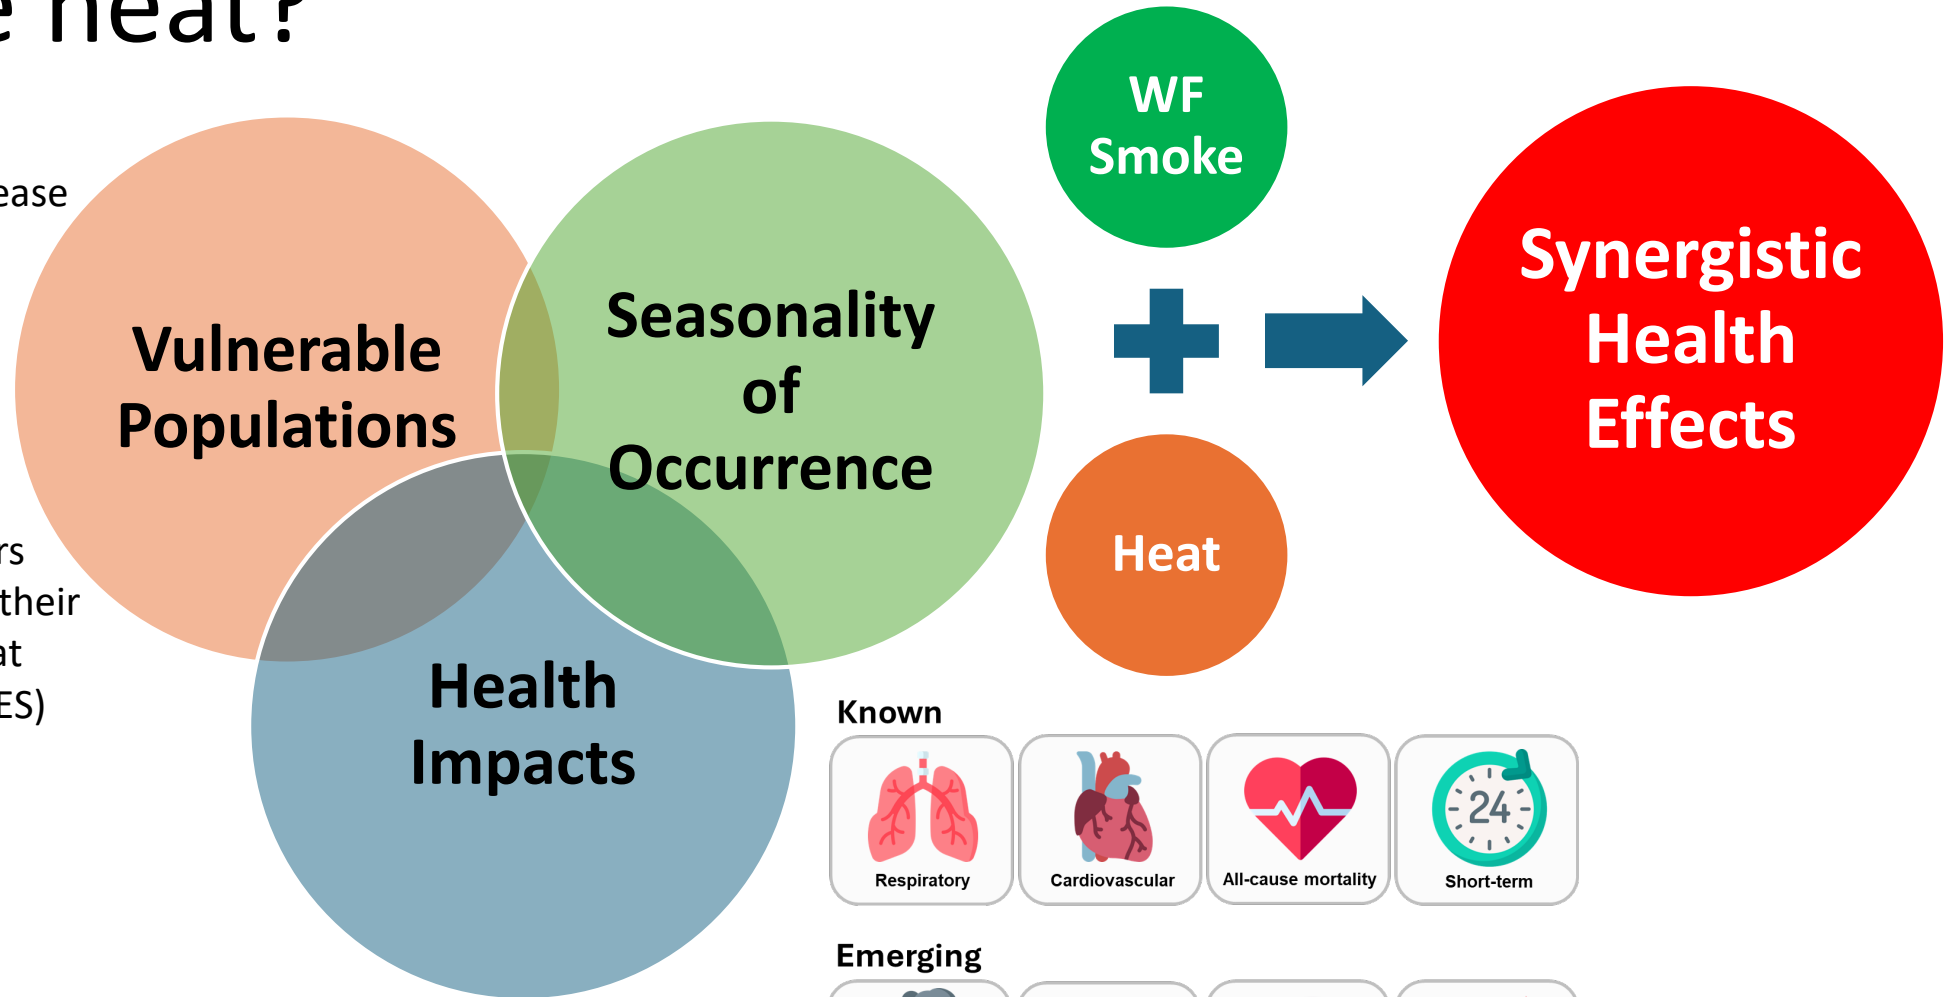 e heat?
ease
rs
their
at
ES)
Vulnerable
Populations
Seasonality
of
Occurrence
Health
Impacts
WF
Smoke
Heat
Synergistic
Health
Effects
Known
Respiratory
Cardiovascular
All-cause mortality
24
Short-term
Emerging